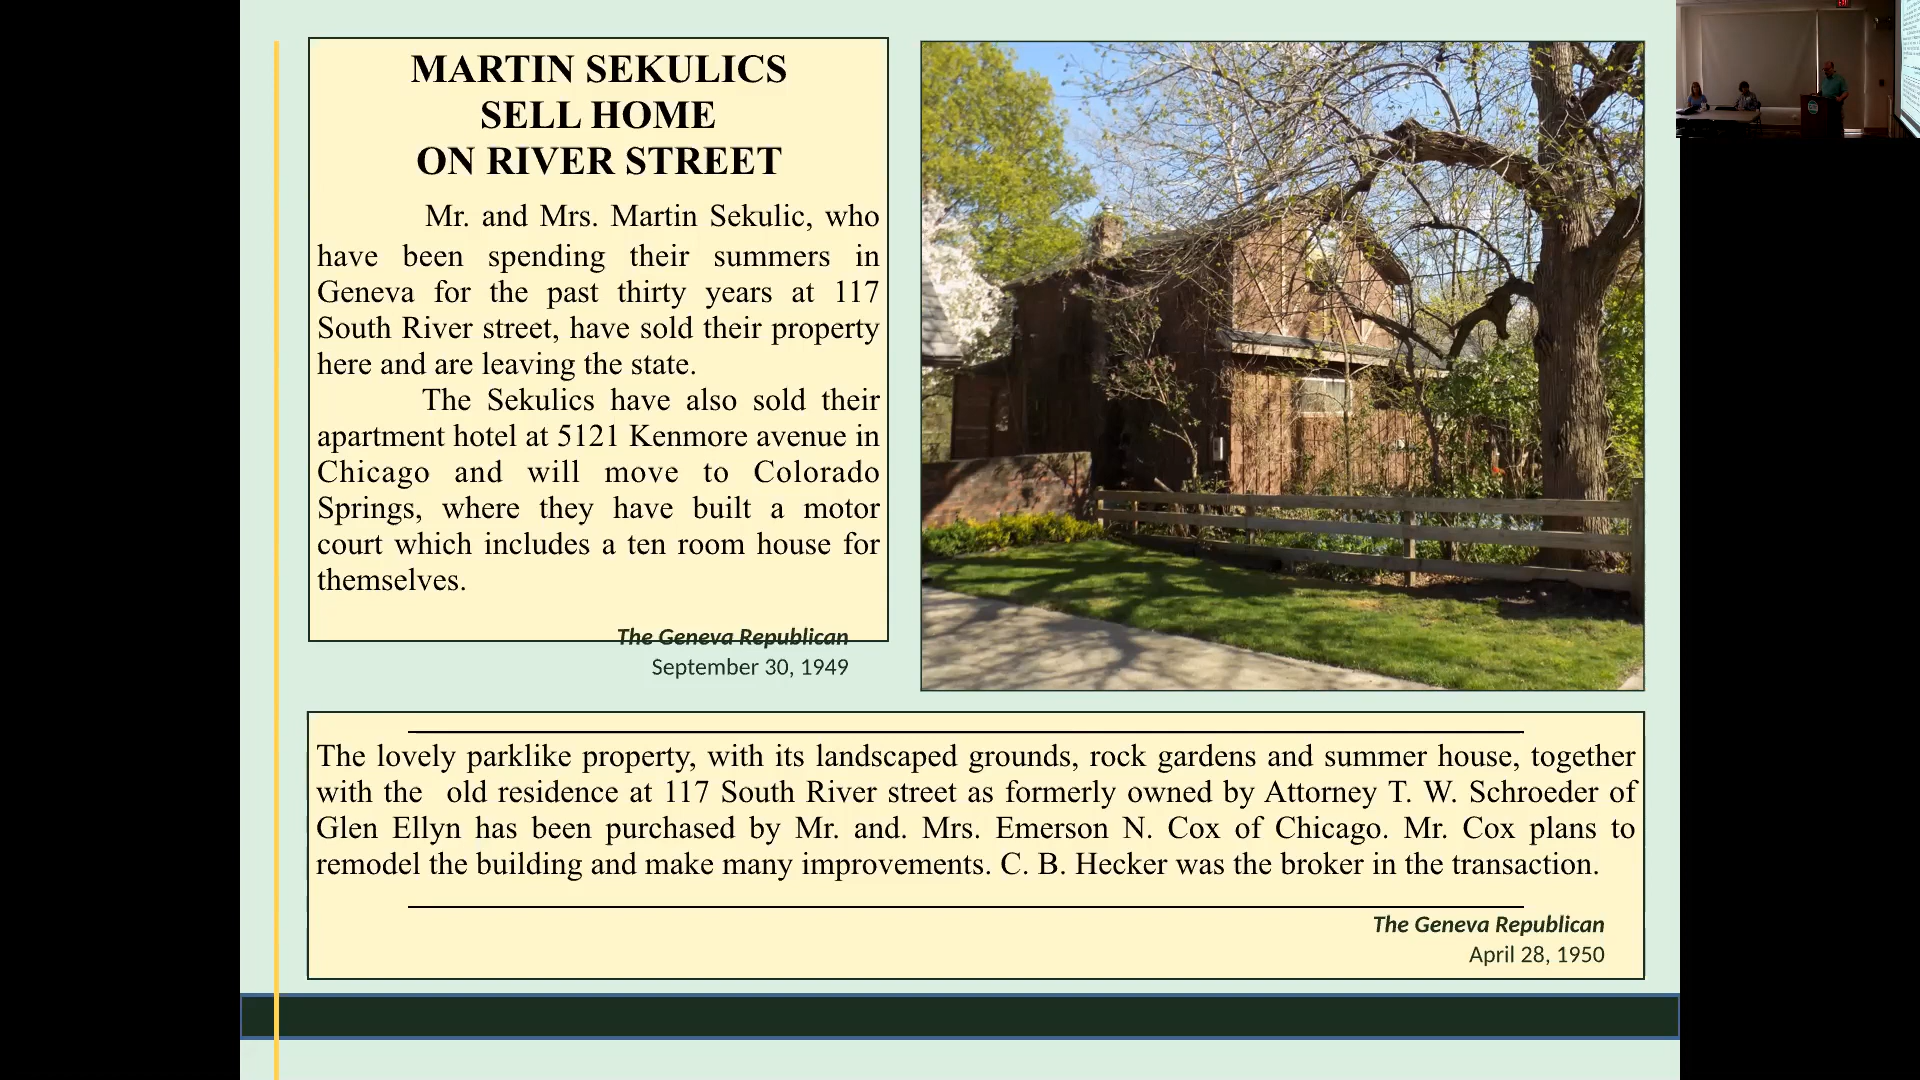 MARTIN SEKULICS
SELL HOME
ON RIVER STREET
Mr. and Mrs. Martin Sekulic, who
have been spending their summers in
Geneva for the past thirty years at 117
South River street, have sold their property
here and are leaving the state.
The Sekulics have also sold their
apartment hotel at 5121 Kenmore avenue in
Chicago and will move to Colorado
Springs, where they have built a motor
court which includes a ten room house for
themselves.
The Geneva Republican
September 30, 1949
The lovely parklike property, with its landscaped grounds, rock gardens and summer house, together
with the old residence at 117 South River street as formerly owned by Attorney T. W. Schroeder of
Glen Ellyn has been purchased by Mr. and. Mrs. Emerson N. Cox of Chicago. Mr. Cox plans to
remodel the building and make many improvements. C. B. Hecker was the broker in the transaction.
The Geneva Republican
April 28, 1950